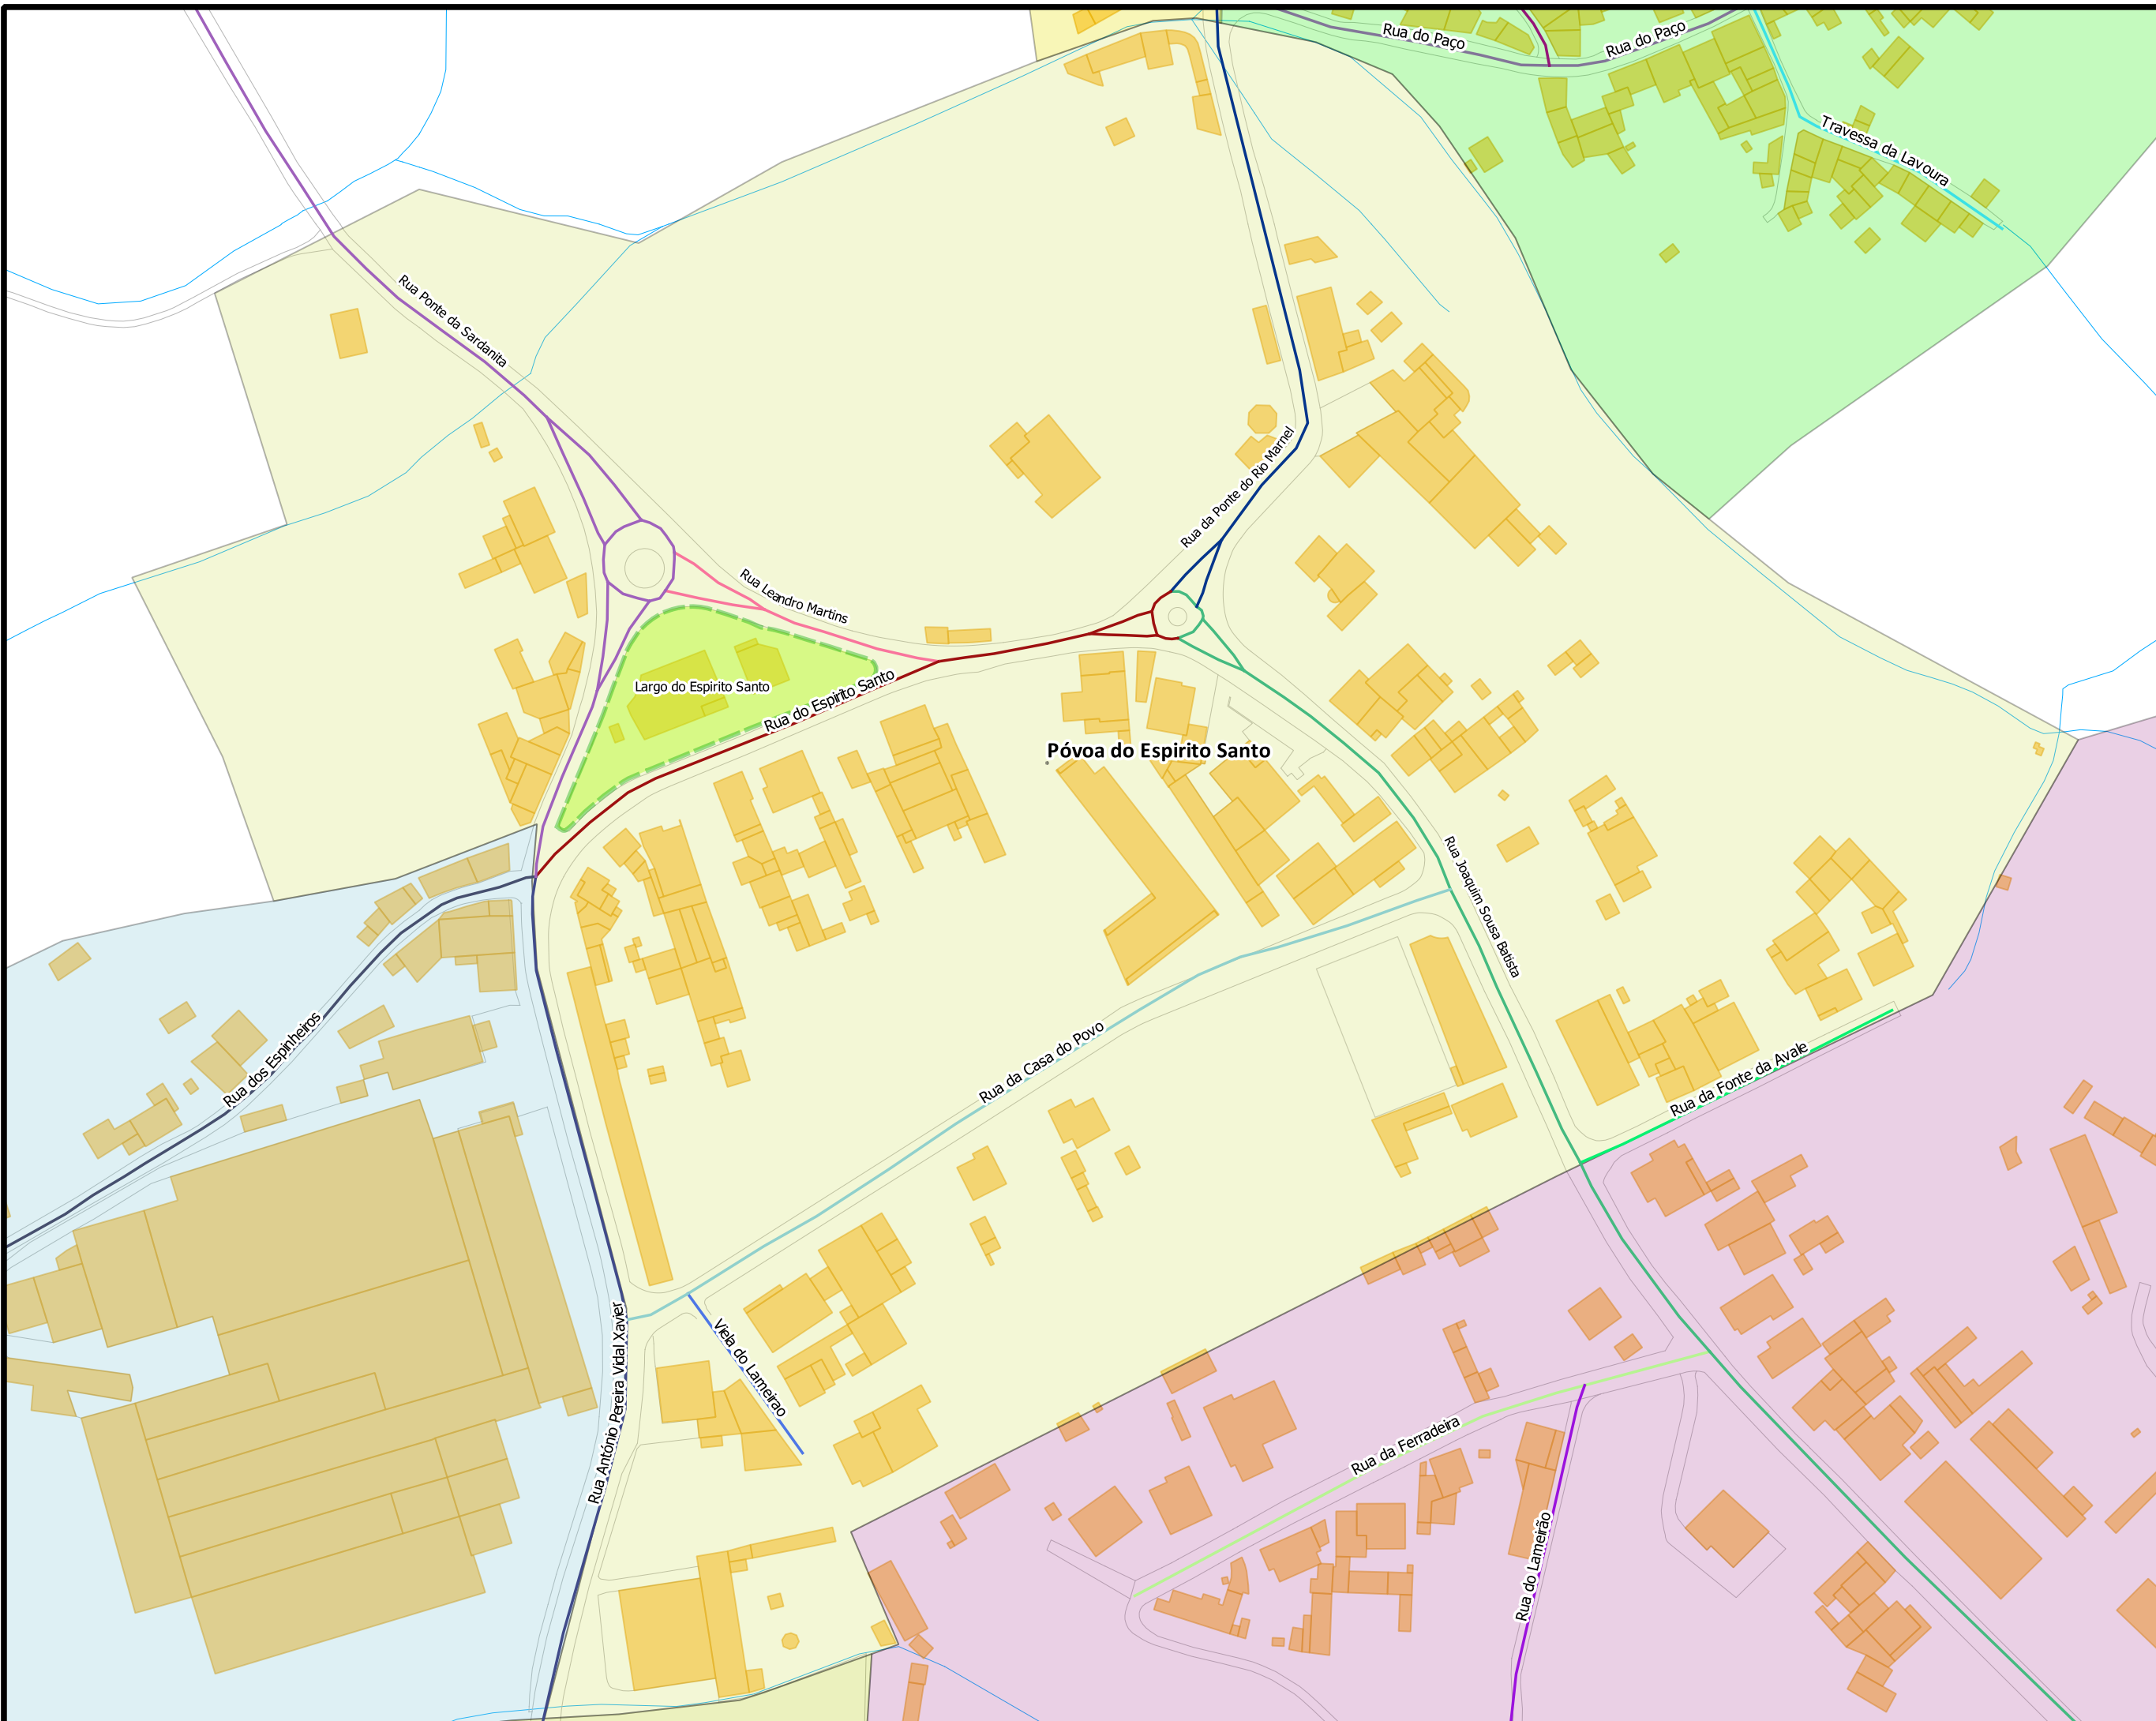 Rua do Paço
Rua do Paço
Travessa da Lavoura
Rua Ponte da Sardanita
Rua da Ponte do Rio Marnel
Rua Leandro Martins
Largo do Espirito Santo
Rua do Espirito Santo
Póvoa do Espirito Santo
Rua Joaquim Sousa Batista
Rua dos Espinheiros
Rua da Casa do Povo
Rua da Fonte da Avale
Rua António Pereira Vidal Xavier
Viela do Lameirao
Rua da Ferradeira
Rua do Lameirão